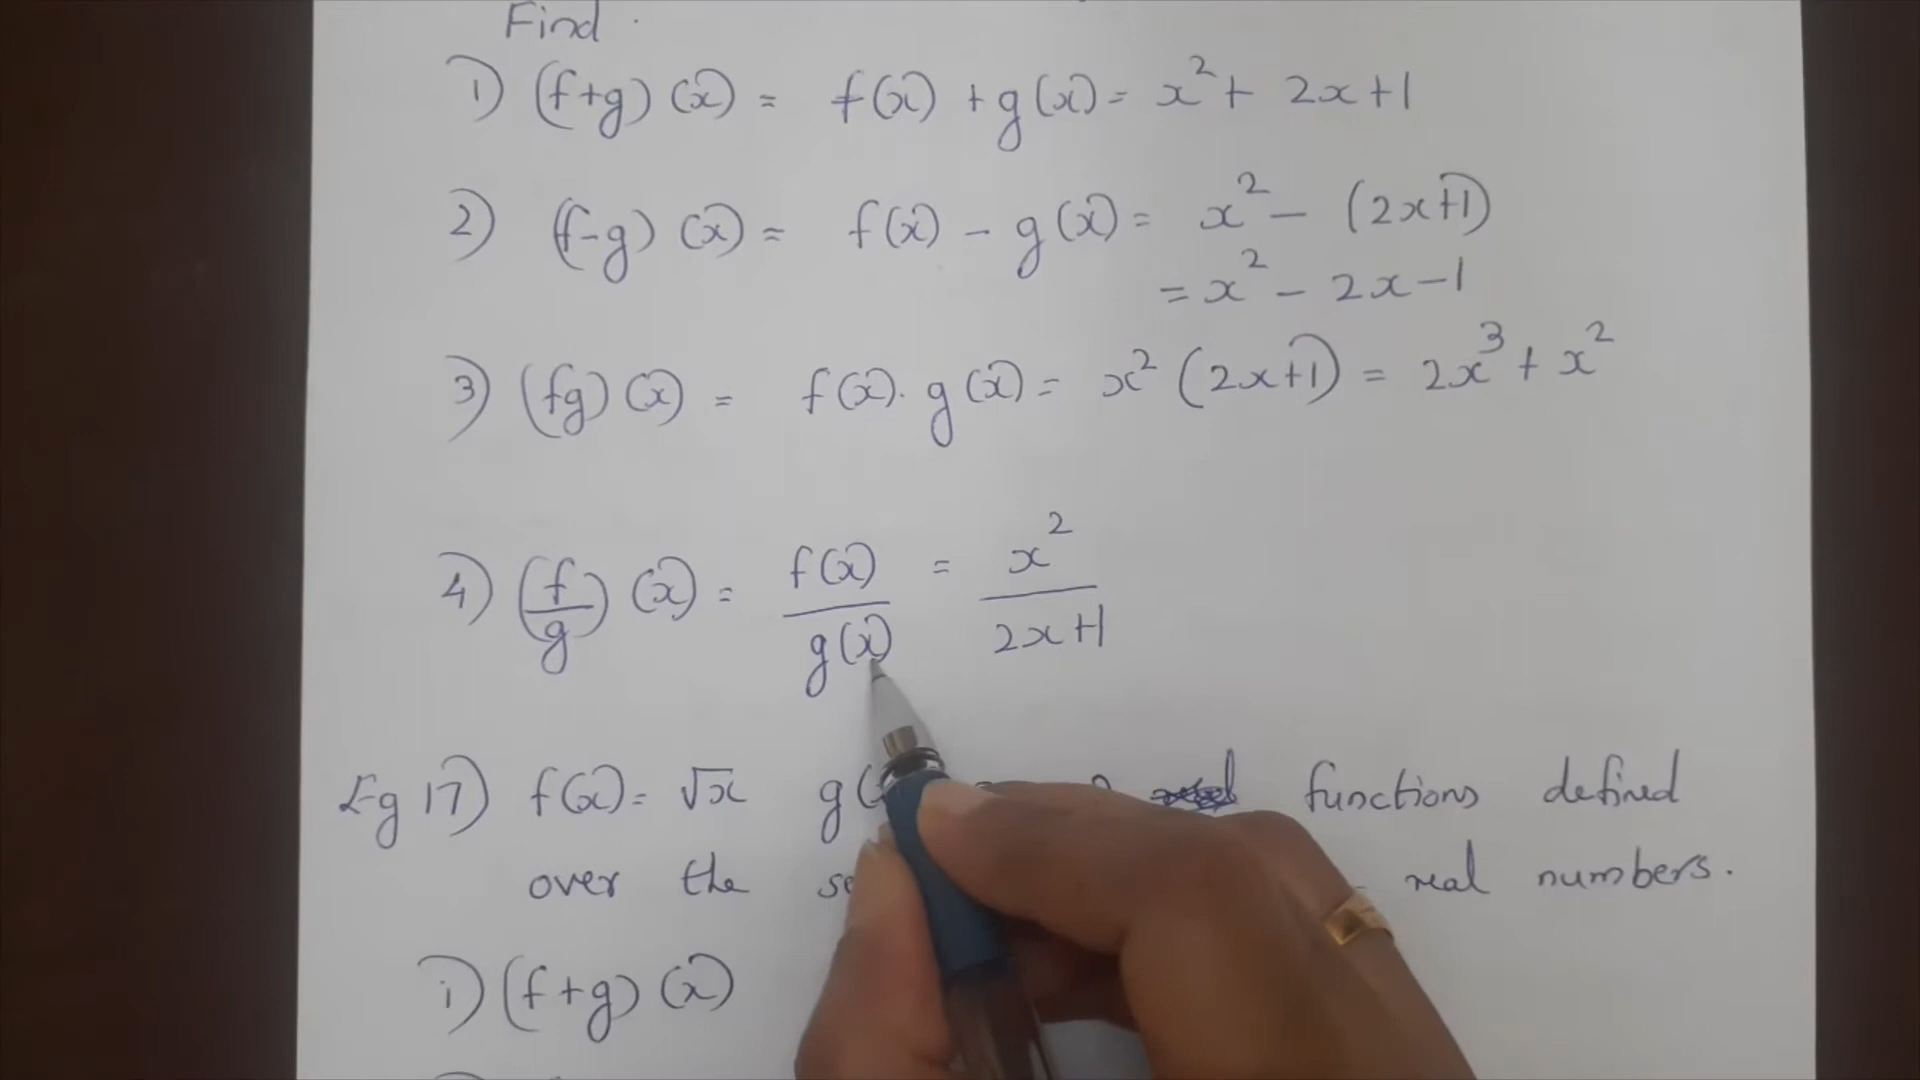 Find
1) (f+g) (x) = f(x) + g(x) = x² + 2x+1
2) (f-g) (x) = f(x) - g(x) = x² - (2x+1)
= x² - 2x-1
3) (fg) (x) = f(x). g(x) = x² (2x+1) = 2x³ + x²
4) (f/g) (x) = f(x)/g(x) = x²/2x+1
Eg 17) f(x)= √x g( functions defined
over the real numbers.
i) (f+g) (x)